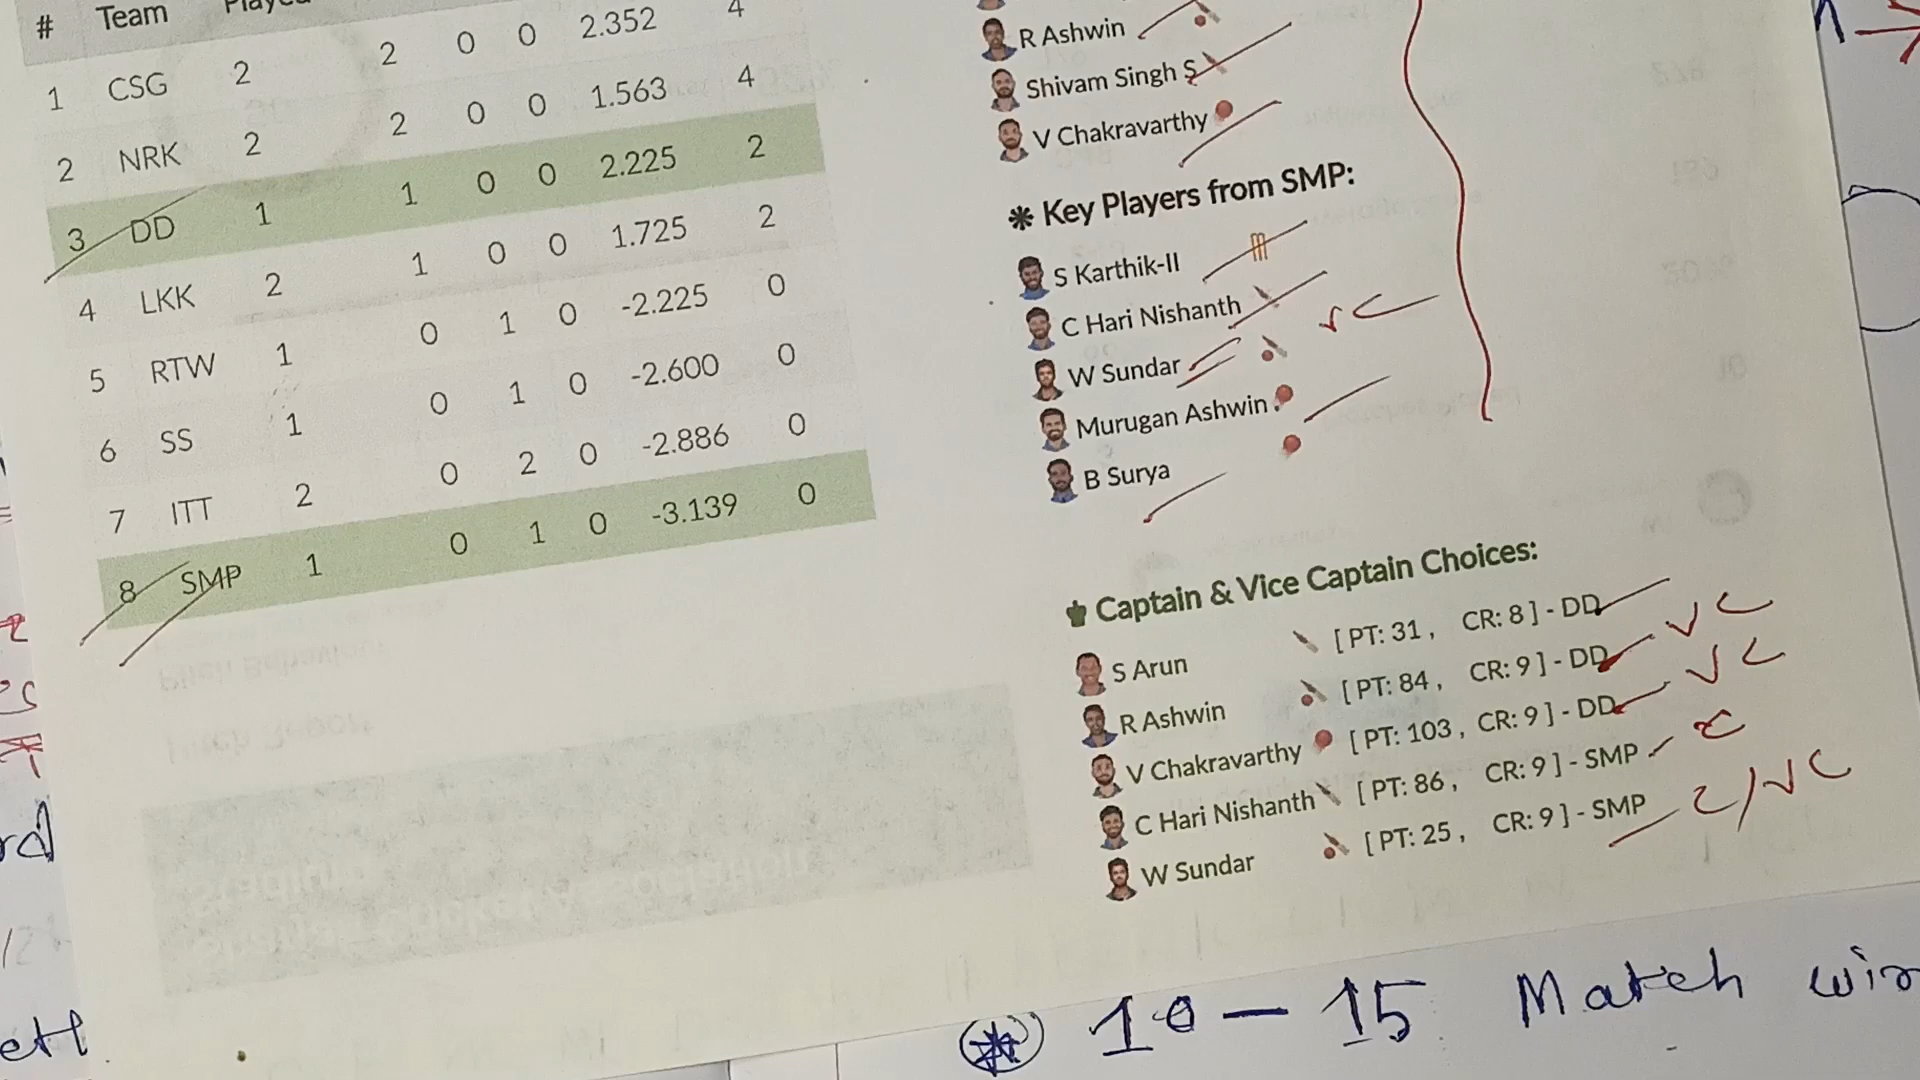 # Team Played
1 CSG 2 2 0 0 2.352 4
2 NRK 2 2 0 0 1.563 4
3 DD 1 1 0 0 2.225 2
4 LKK 2 1 0 0 1.725 2
5 RTW 1 0 1 0 -2.225 0
6 SS 1 0 1 0 -2.600 0
7 ITT 2 0 2 0 -2.886 0
8 SMP 1 0 1 0 -3.139 0
R Ashwin
Shivam Singh S
V Chakravarthy
Key Players from SMP:
S Karthik-II
C Hari Nishanth
W Sundar VC
Murugan Ashwin
B Surya
Captain & Vice Captain Choices:
S Arun [ PT: 31 , CR: 8 ] - DD
R Ashwin [ PT: 84 , CR: 9 ] - DD VC
V Chakravarthy [ PT: 103 , CR: 9 ] - DD VC
C Hari Nishanth [ PT: 86 , CR: 9 ] - SMP C
W Sundar [ PT: 25 , CR: 9 ] - SMP C/VC
10 - 15 Match win